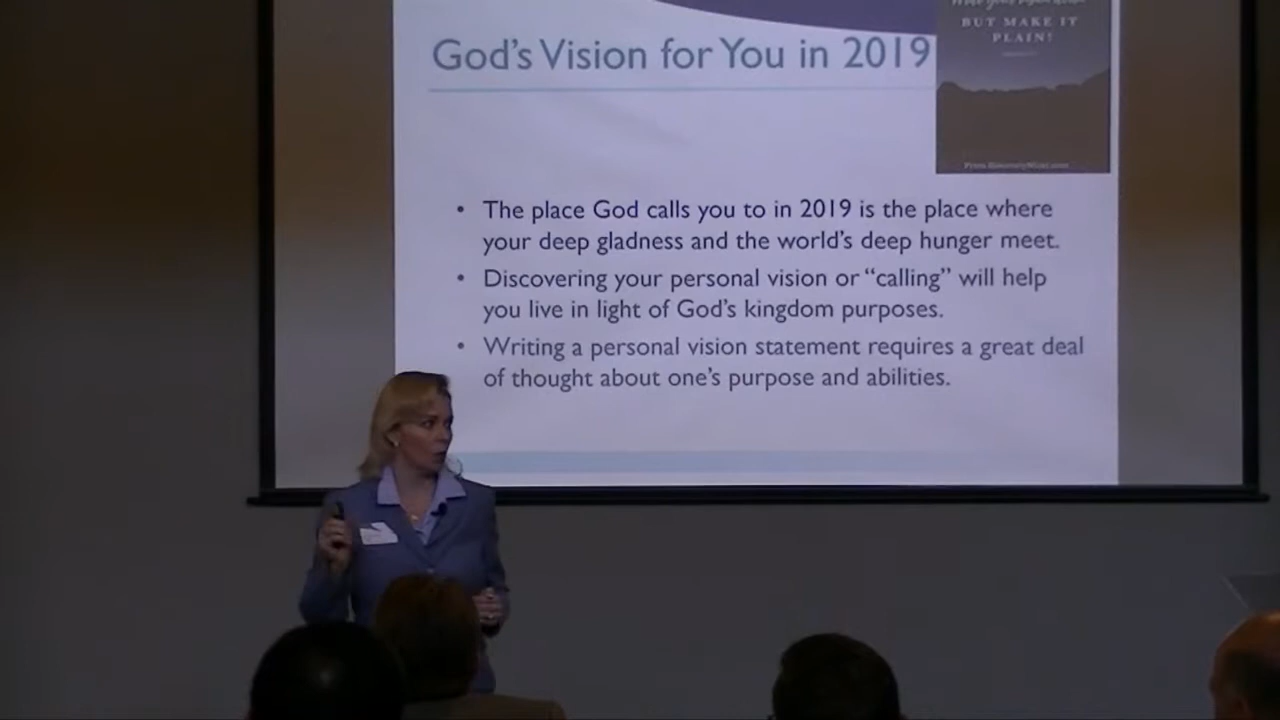 BUT MAKE IT
PLAIN!
God's Vision for You in 2019
• The place God calls you to in 2019 is the place where
your deep gladness and the world's deep hunger meet.
• Discovering your personal vision or “calling” will help
you live in light of God's kingdom purposes.
• Writing a personal vision statement requires a great deal
of thought about one's purpose and abilities.